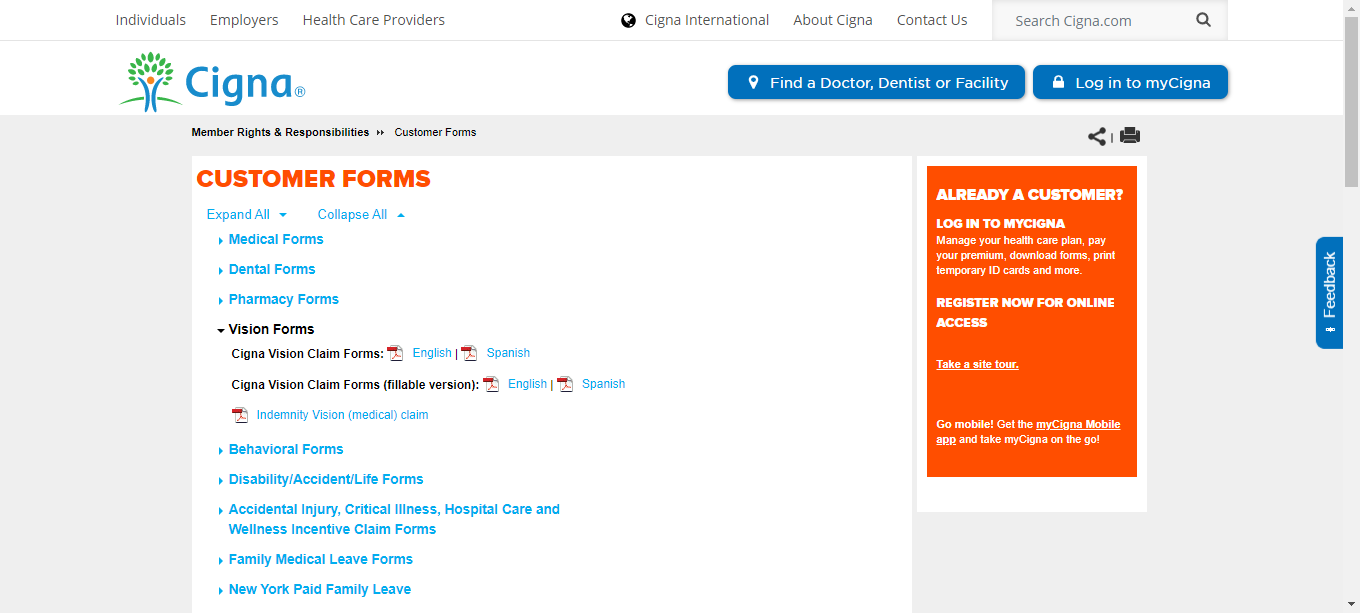 Individuals Employers Health Care Providers Cigna International About Cigna Contact Us Search Cigna.com
Cigna® Find a Doctor, Dentist or Facility Log in to myCigna
Member Rights & Responsibilities Customer Forms |
CUSTOMER FORMS
Expand All Collapse All
Medical Forms
Dental Forms
Pharmacy Forms
Vision Forms
Cigna Vision Claim Forms: English | Spanish
Cigna Vision Claim Forms (fillable version): English | Spanish
Indemnity Vision (medical) claim
Behavioral Forms
Disability/Accident/Life Forms
Accidental Injury, Critical Illness, Hospital Care and
Wellness Incentive Claim Forms
Family Medical Leave Forms
New York Paid Family Leave
ALREADY A CUSTOMER?
LOG IN TO MYCIGNA
Manage your health care plan, pay
your premium, download forms, print
temporary ID cards and more.
REGISTER NOW FOR ONLINE
ACCESS
Take a site tour.
Go mobile! Get the myCigna Mobile
app and take myCigna on the go!
Feedback